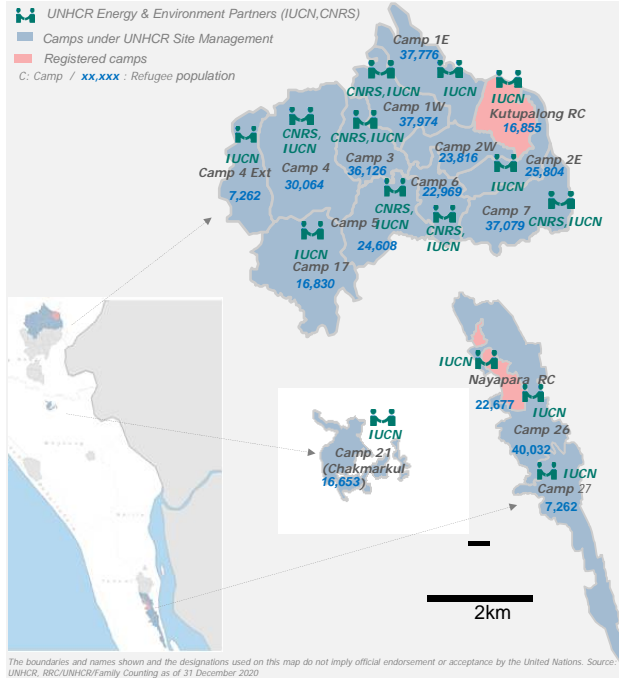 UNHCR Energy & Environment Partners (IUCN,CNRS)
Camps under UNHCR Site Management
Registered camps
C: Camp / xx,xxx : Refugee population
Camp 1E
37,776
CNRS,IUCN
IUCN
IUCN
Kutupalong RC
16,855
Camp 1W
37,974
CNRS,
IUCN
CNRS,IUCN
IUCN
Camp 4 Ext
7,262
Camp 4
30,064
Camp 3
36,126
Camp 2W
23,816
Camp 2E
25,804
IUCN
Camp 6
22,969
CNRS,
IUCN
CNRS,
IUCN
Camp 7
37,079
CNRS,IUCN
Camp 5
24,608
IUCN
Camp 17
16,830
IUCN
Nayapara RC
22,677
IUCN
Camp 26
40,032
IUCN
Camp 27
7,262
IUCN
Camp 21
(Chakmarkul
16,653)
2km
The boundaries and names shown and the designations used on this map do not imply official endorsement or acceptance by the United Nations. Source:
UNHCR, RRC/UNHCR/Family Counting as of 31 December 2020